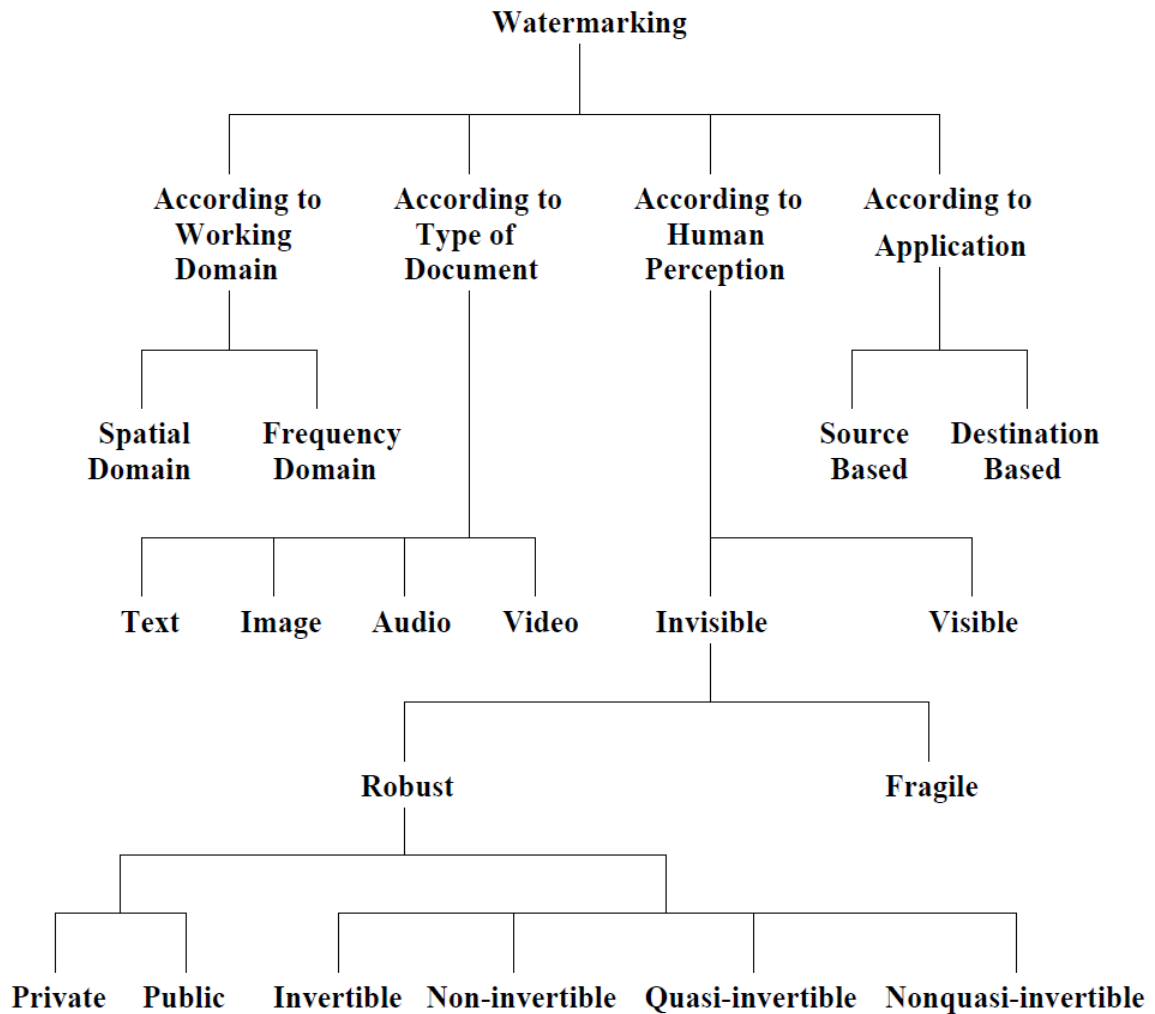 Watermarking
According to
Working
Domain
According to
Type of
Document
According to
Human
Perception
According to
Application
Spatial
Domain
Frequency
Domain
Source
Based
Destination
Based
Text
Image
Audio
Video
Invisible
Visible
Robust
Fragile
Private
Public
Invertible
Non-invertible
Quasi-invertible
Nonquasi-invertible